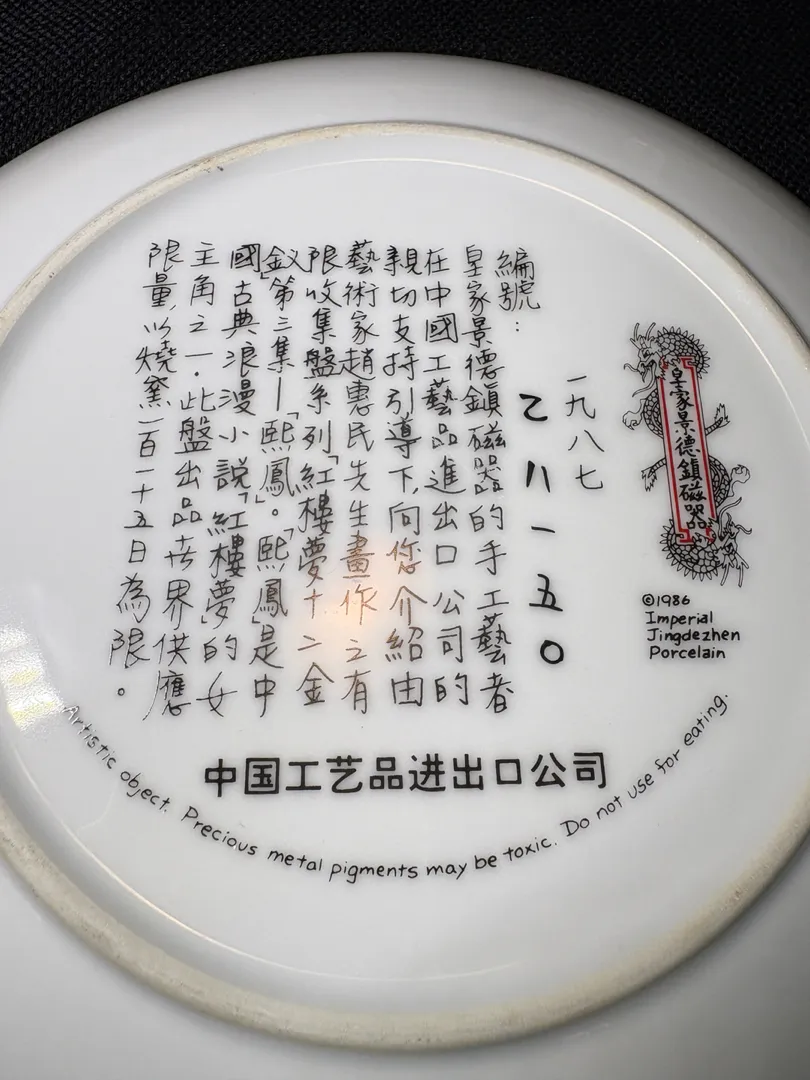 皇家景德鎮磁器
©1986
Imperial
Jingdezhen
Porcelain
一九八七
乙八一五〇
編號：
皇家景德鎮磁器的手工藝者
在中國工藝品進出口公司的
親切支持引導下,向您介紹由
藝術家趙惠民先生畫作之有
限收集盤系列「紅樓夢十二金
釵」第三集—「熙鳳」。「熙鳳」是中
國古典浪漫小說「紅樓夢」的女
主角之一.此盤出品世界供應
限量,以燒窯一百一十五日為限。
中国工艺品进出口公司
Artistic object. Precious metal pigments may be toxic. Do not use for eating.